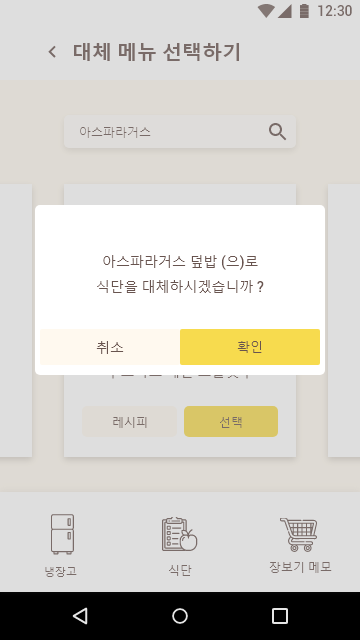 12:30
대체 메뉴 선택하기
아스파라거스
아스파라거스 덮밥 (으)로
식단을 대체하시겠습니까 ?
취소
확인
레시피
선택
냉장고
식단
장보기 메모